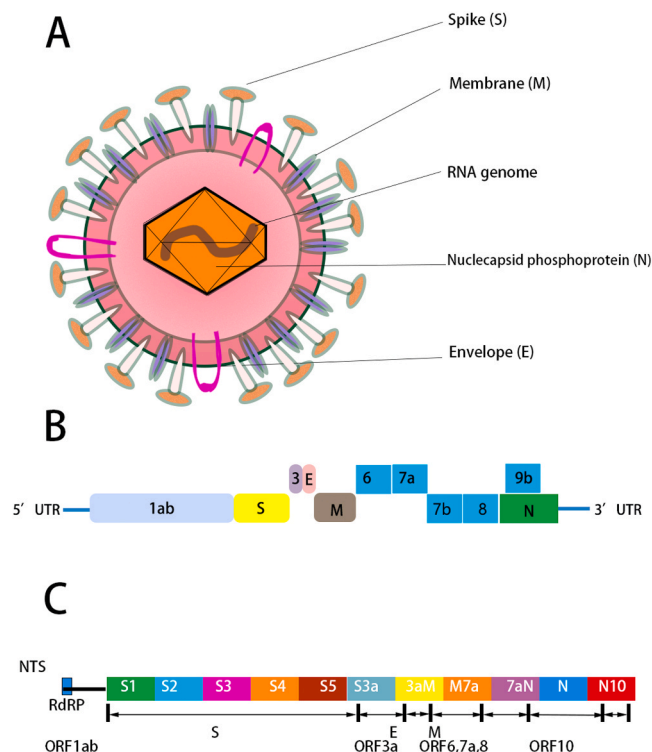 A
Spike (S)
Membrane (M)
RNA genome
Nuclecapsid phosphoprotein (N)
Envelope (E)
B
3 E 6 7a 9b
5′ UTR 1ab S M 7b 8 N 3′ UTR
C
NTS
S1 S2 S3 S4 S5 S3a 3aM M7a 7aN N N10
RdRP
S E M
ORF1ab ORF3a ORF6,7a,8 ORF10